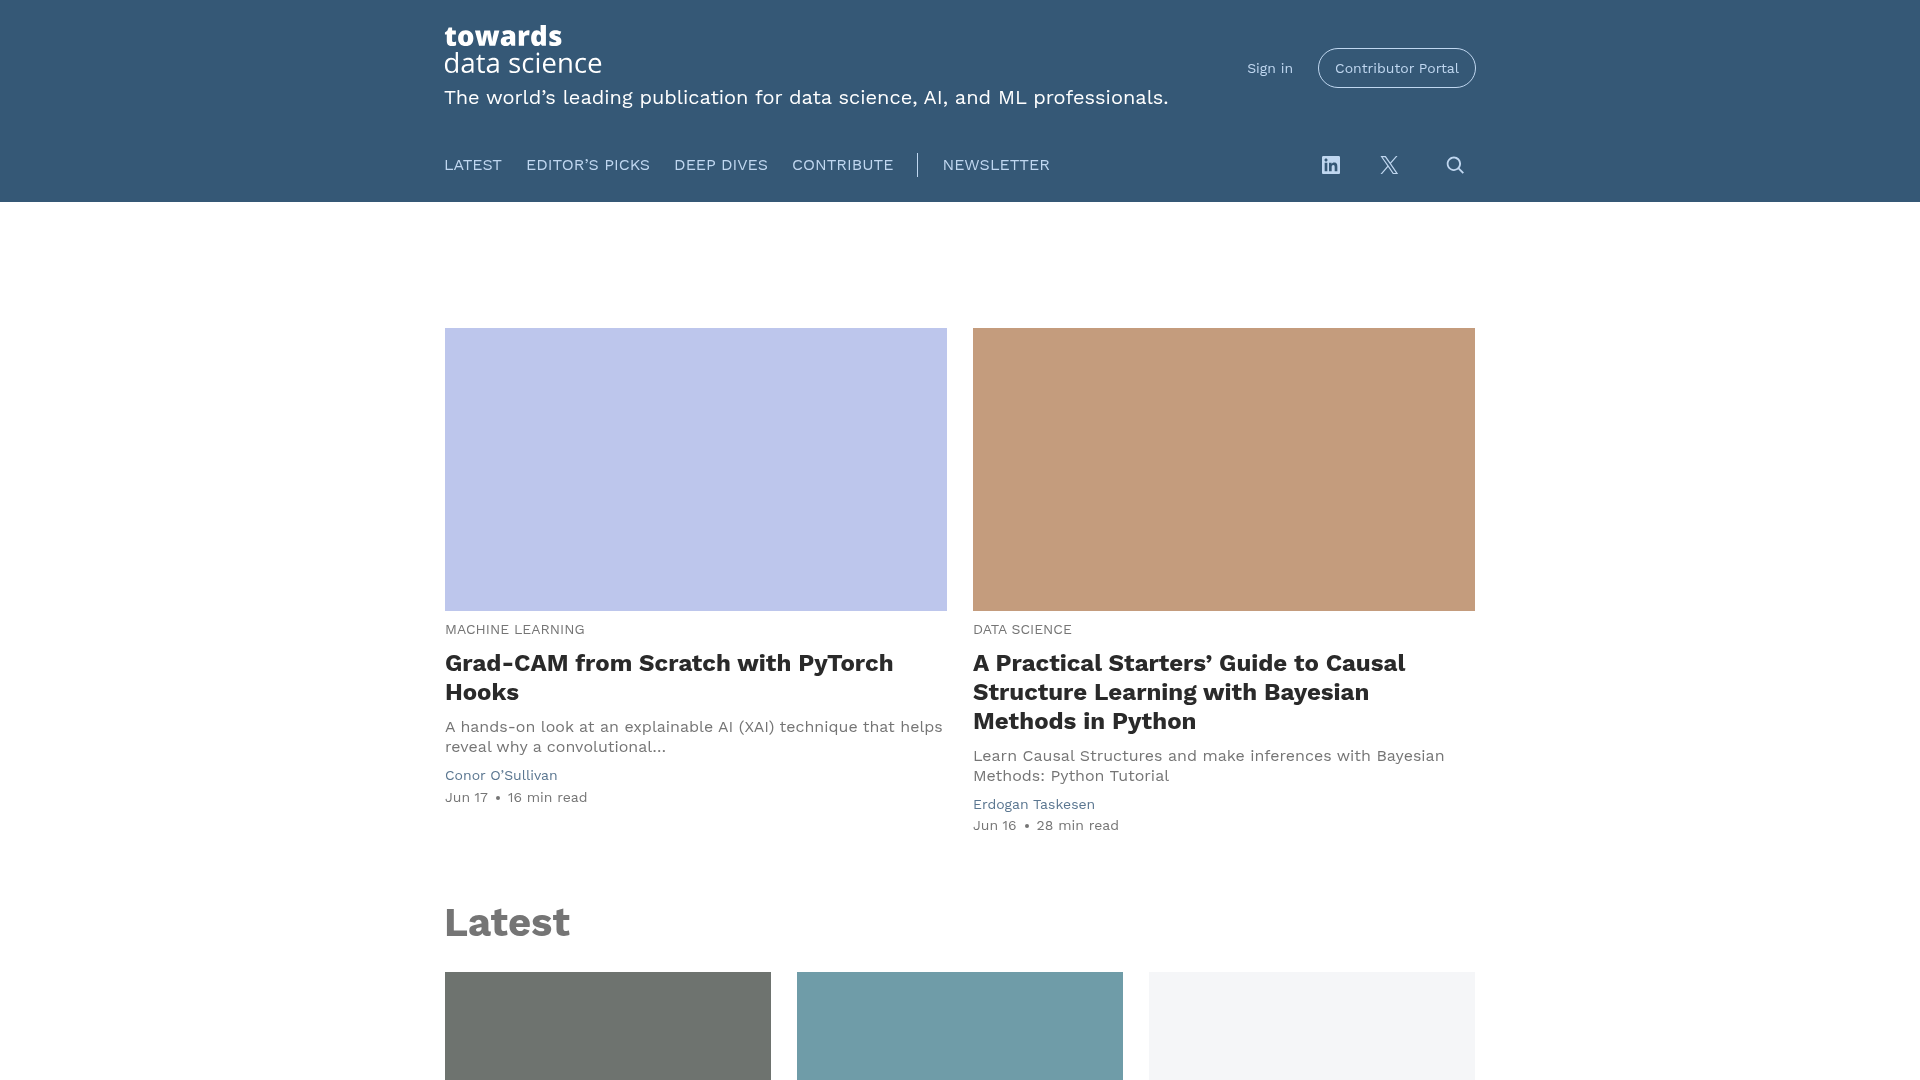 towards
data science
The world’s leading publication for data science, AI, and ML professionals.
Sign in
Contributor Portal
LATEST
EDITOR’S PICKS
DEEP DIVES
CONTRIBUTE
NEWSLETTER
MACHINE LEARNING
Grad-CAM from Scratch with PyTorch
Hooks
A hands-on look at an explainable AI (XAI) technique that helps
reveal why a convolutional…
Conor O’Sullivan
Jun 17 • 16 min read
DATA SCIENCE
A Practical Starters’ Guide to Causal
Structure Learning with Bayesian
Methods in Python
Learn Causal Structures and make inferences with Bayesian
Methods: Python Tutorial
Erdogan Taskesen
Jun 16 • 28 min read
Latest